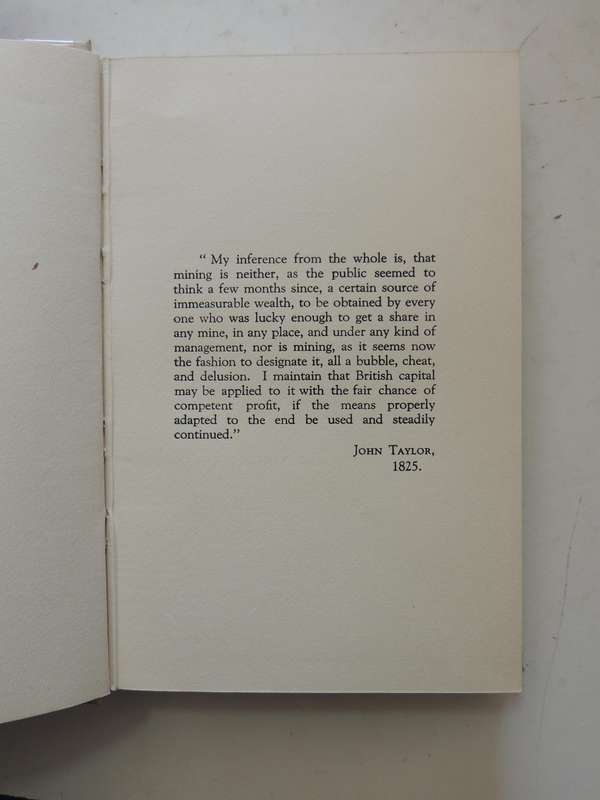 “ My inference from the whole is, that
mining is neither, as the public seemed to
think a few months since, a certain source of
immeasurable wealth, to be obtained by every
one who was lucky enough to get a share in
any mine, in any place, and under any kind of
management, nor is mining, as it seems now
the fashion to designate it, all a bubble, cheat,
and delusion. I maintain that British capital
may be applied to it with the fair chance of
competent profit, if the means properly
adapted to the end be used and steadily
continued.”
John Taylor,
1825.